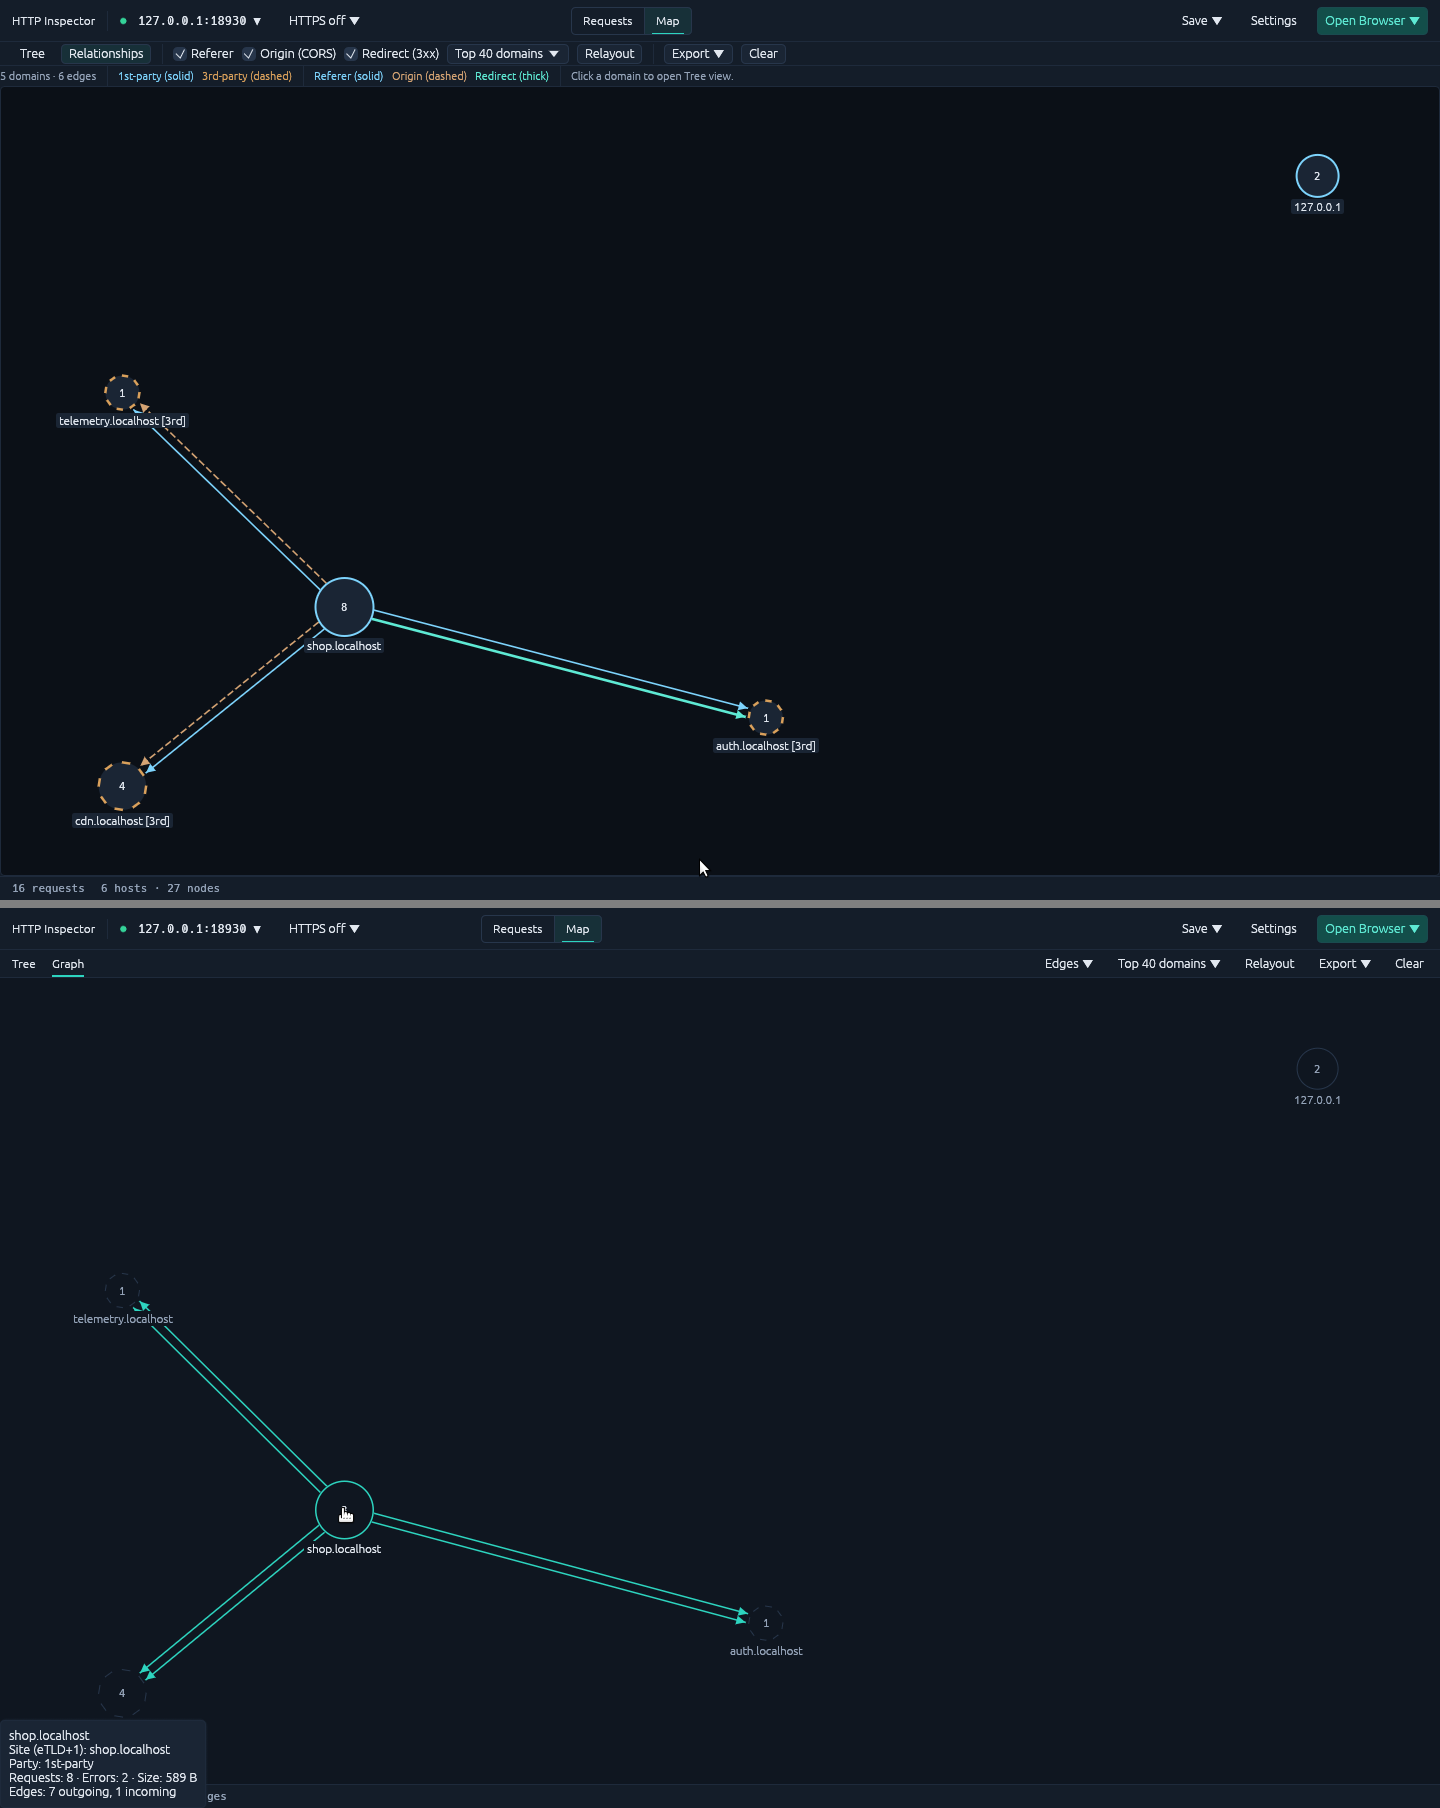 HTTP Inspector 127.0.0.1:18930 ▼ HTTPS off ▼ Requests Map Save ▼ Settings Open Browser ▼
Tree Relationships Referer Origin (CORS) Redirect (3xx) Top 40 domains ▼ Relayout Export ▼ Clear
5 domains · 6 edges 1st-party (solid) 3rd-party (dashed) Referer (solid) Origin (dashed) Redirect (thick) Click a domain to open Tree view.
2
127.0.0.1
1
telemetry.localhost [3rd]
8
shop.localhost
1
auth.localhost [3rd]
4
cdn.localhost [3rd]
16 requests 6 hosts · 27 nodes
HTTP Inspector 127.0.0.1:18930 ▼ HTTPS off ▼ Requests Map Save ▼ Settings Open Browser ▼
Tree Graph Edges ▼ Top 40 domains ▼ Relayout Export ▼ Clear
2
127.0.0.1
1
telemetry.localhost
shop.localhost
1
auth.localhost
4
shop.localhost
Site (eTLD+1): shop.localhost
Party: 1st-party
Requests: 8 · Errors: 2 · Size: 589 B
Edges: 7 outgoing, 1 incoming